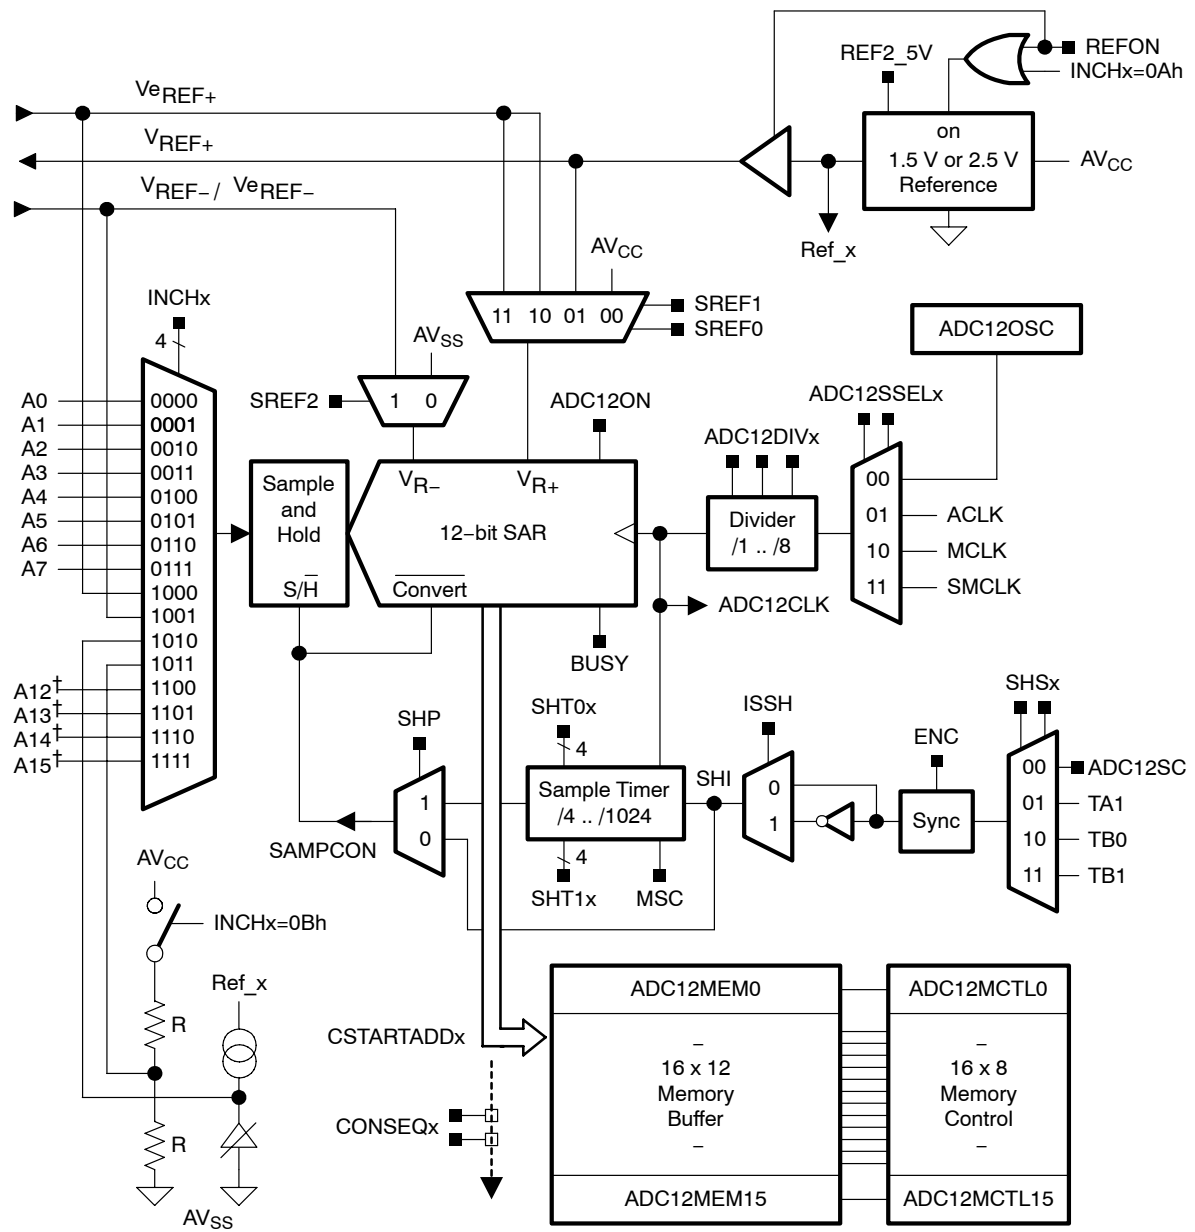 REFON
INCHx=0Ah
REF2_5V
VeREF+
VREF+
VREF− / VeREF−
on
1.5 V or 2.5 V
Reference
AVCC
Ref_x
AVCC
11 10 01 00
SREF1
SREF0
INCHx
4
AVSS
SREF2
1 0
ADC12ON
ADC12OSC
ADC12SSELx
ADC12DIVx
A0
A1
A2
A3
A4
A5
A6
A7
A12†
A13†
A14†
A15†
0000
0001
0010
0011
0100
0101
0110
0111
1000
1001
1010
1011
1100
1101
1110
1111
Sample
and
Hold
S/H
VR−
VR+
12−bit SAR
Convert
Divider
/1 .. /8
00
01
10
11
ACLK
MCLK
SMCLK
ADC12CLK
BUSY
SHP
1
0
SAMPCON
SHT0x
4
Sample Timer
/4 .. /1024
4
SHT1x
MSC
SHI
ISSH
0
1
ENC
Sync
SHSx
00
01
10
11
ADC12SC
TA1
TB0
TB1
AVCC
INCHx=0Bh
Ref_x
R
R
AVSS
CSTARTADDx
CONSEQx
ADC12MEM0
−
16 x 12
Memory
Buffer
−
ADC12MEM15
ADC12MCTL0
−
16 x 8
Memory
Control
−
ADC12MCTL15